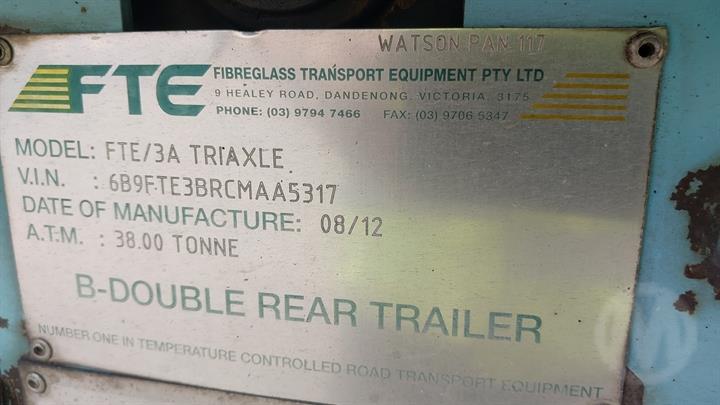 WATSON PAN 117
FTE
FIBREGLASS TRANSPORT EQUIPMENT PTY LTD
9 HEALEY ROAD, DANDENONG, VICTORIA, 3175
PHONE: (03) 9794 7466 FAX: (03) 9706 5347
MODEL: FTE/3A TRIAXLE
V.I.N. : 6B9FTE3BRCMAA5317
DATE OF MANUFACTURE: 08/12
A.T.M. : 38.00 TONNE
B-DOUBLE REAR TRAILER
NUMBER ONE IN TEMPERATURE CONTROLLED ROAD TRANSPORT EQUIPMENT